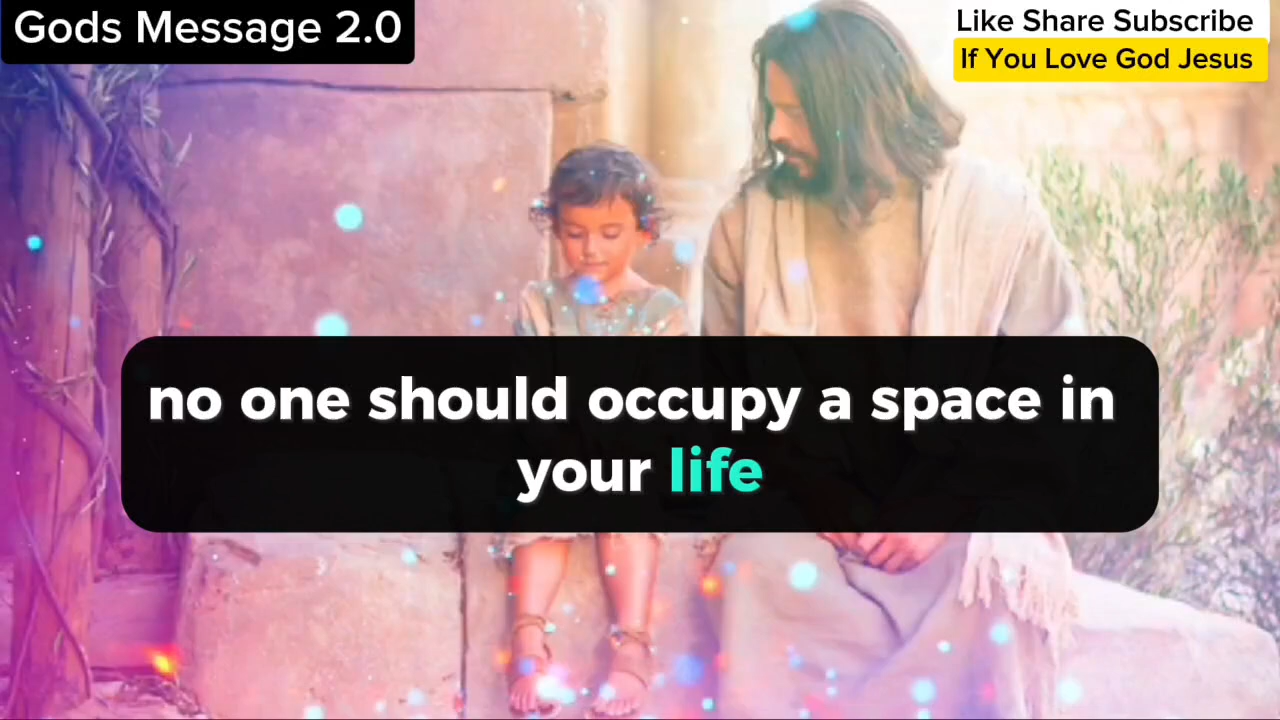 Gods Message 2.0
Like Share Subscribe
If You Love God Jesus
no one should occupy a space in
your life